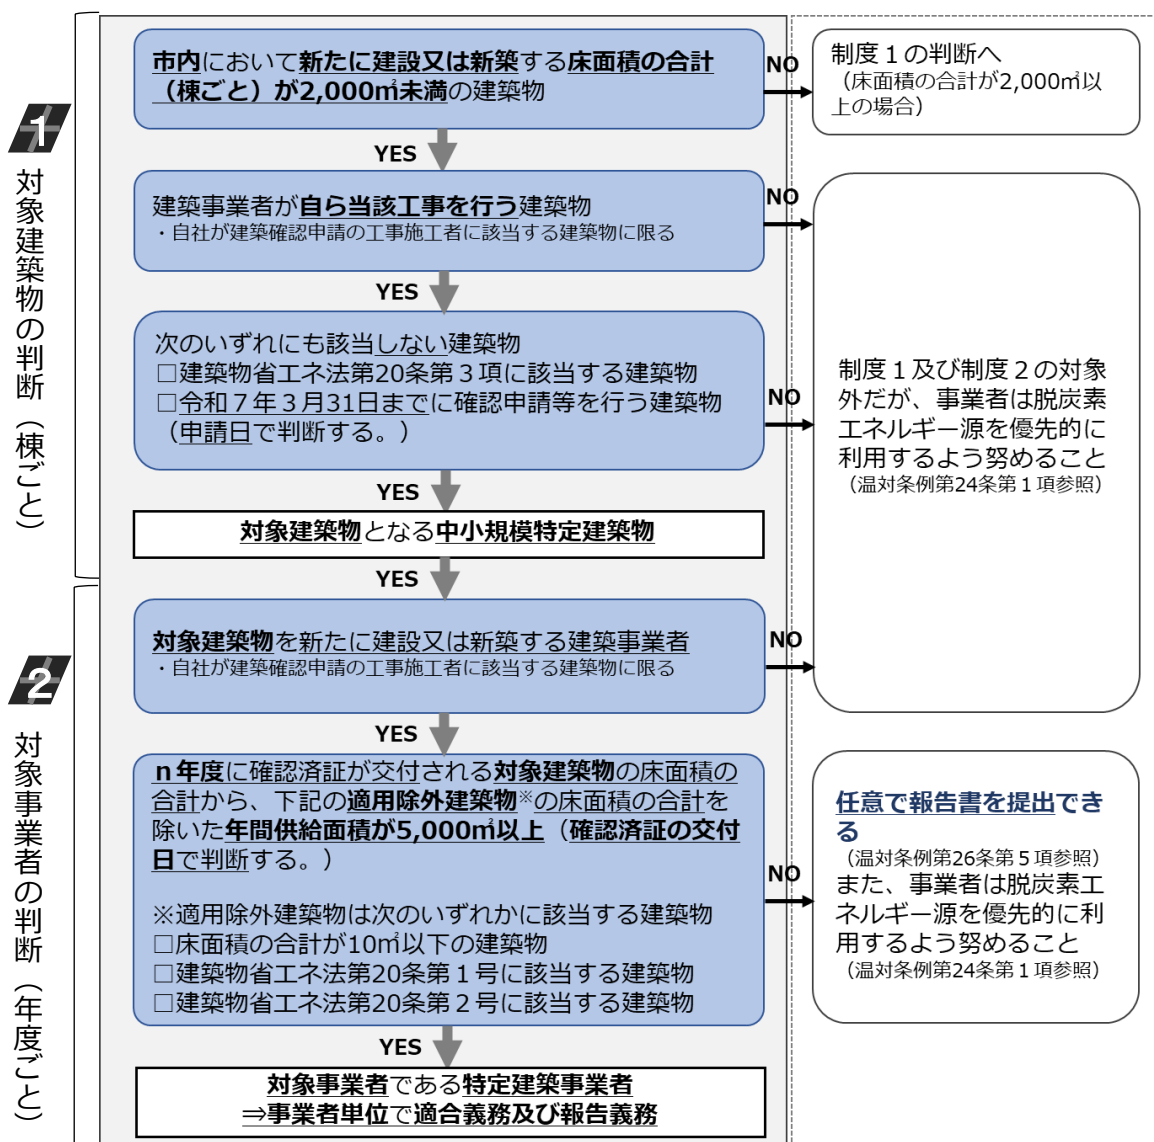 1
対象建築物の判断（棟ごと）
市内において新たに建設又は新築する床面積の合計
（棟ごと）が2,000㎡未満の建築物
NO
制度１の判断へ
（床面積の合計が2,000㎡以
上の場合）
YES
建築事業者が自ら当該工事を行う建築物
・自社が建築確認申請の工事施工者に該当する建築物に限る
NO
YES
次のいずれにも該当しない建築物
□建築物省エネ法第20条第３項に該当する建築物
□令和７年３月31日までに確認申請等を行う建築物
（申請日で判断する。）
NO
制度１及び制度２の対象
外だが、事業者は脱炭素
エネルギー源を優先的に
利用するよう努めること
（温対条例第24条第１項参照）
YES
対象建築物となる中小規模特定建築物
YES
2
対象事業者の判断（年度ごと）
対象建築物を新たに建設又は新築する建築事業者
・自社が建築確認申請の工事施工者に該当する建築物に限る
NO
YES
ｎ年度に確認済証が交付される対象建築物の床面積の
合計から、下記の適用除外建築物※の床面積の合計を
除いた年間供給面積が5,000㎡以上（確認済証の交付
日で判断する。）
※適用除外建築物は次のいずれかに該当する建築物
□床面積の合計が10㎡以下の建築物
□建築物省エネ法第20条第１号に該当する建築物
□建築物省エネ法第20条第２号に該当する建築物
NO
任意で報告書を提出でき
る
（温対条例第26条第５項参照）
また、事業者は脱炭素エ
ネルギー源を優先的に利
用するよう努めること
（温対条例第24条第１項参照）
YES
対象事業者である特定建築事業者
⇒事業者単位で適合義務及び報告義務